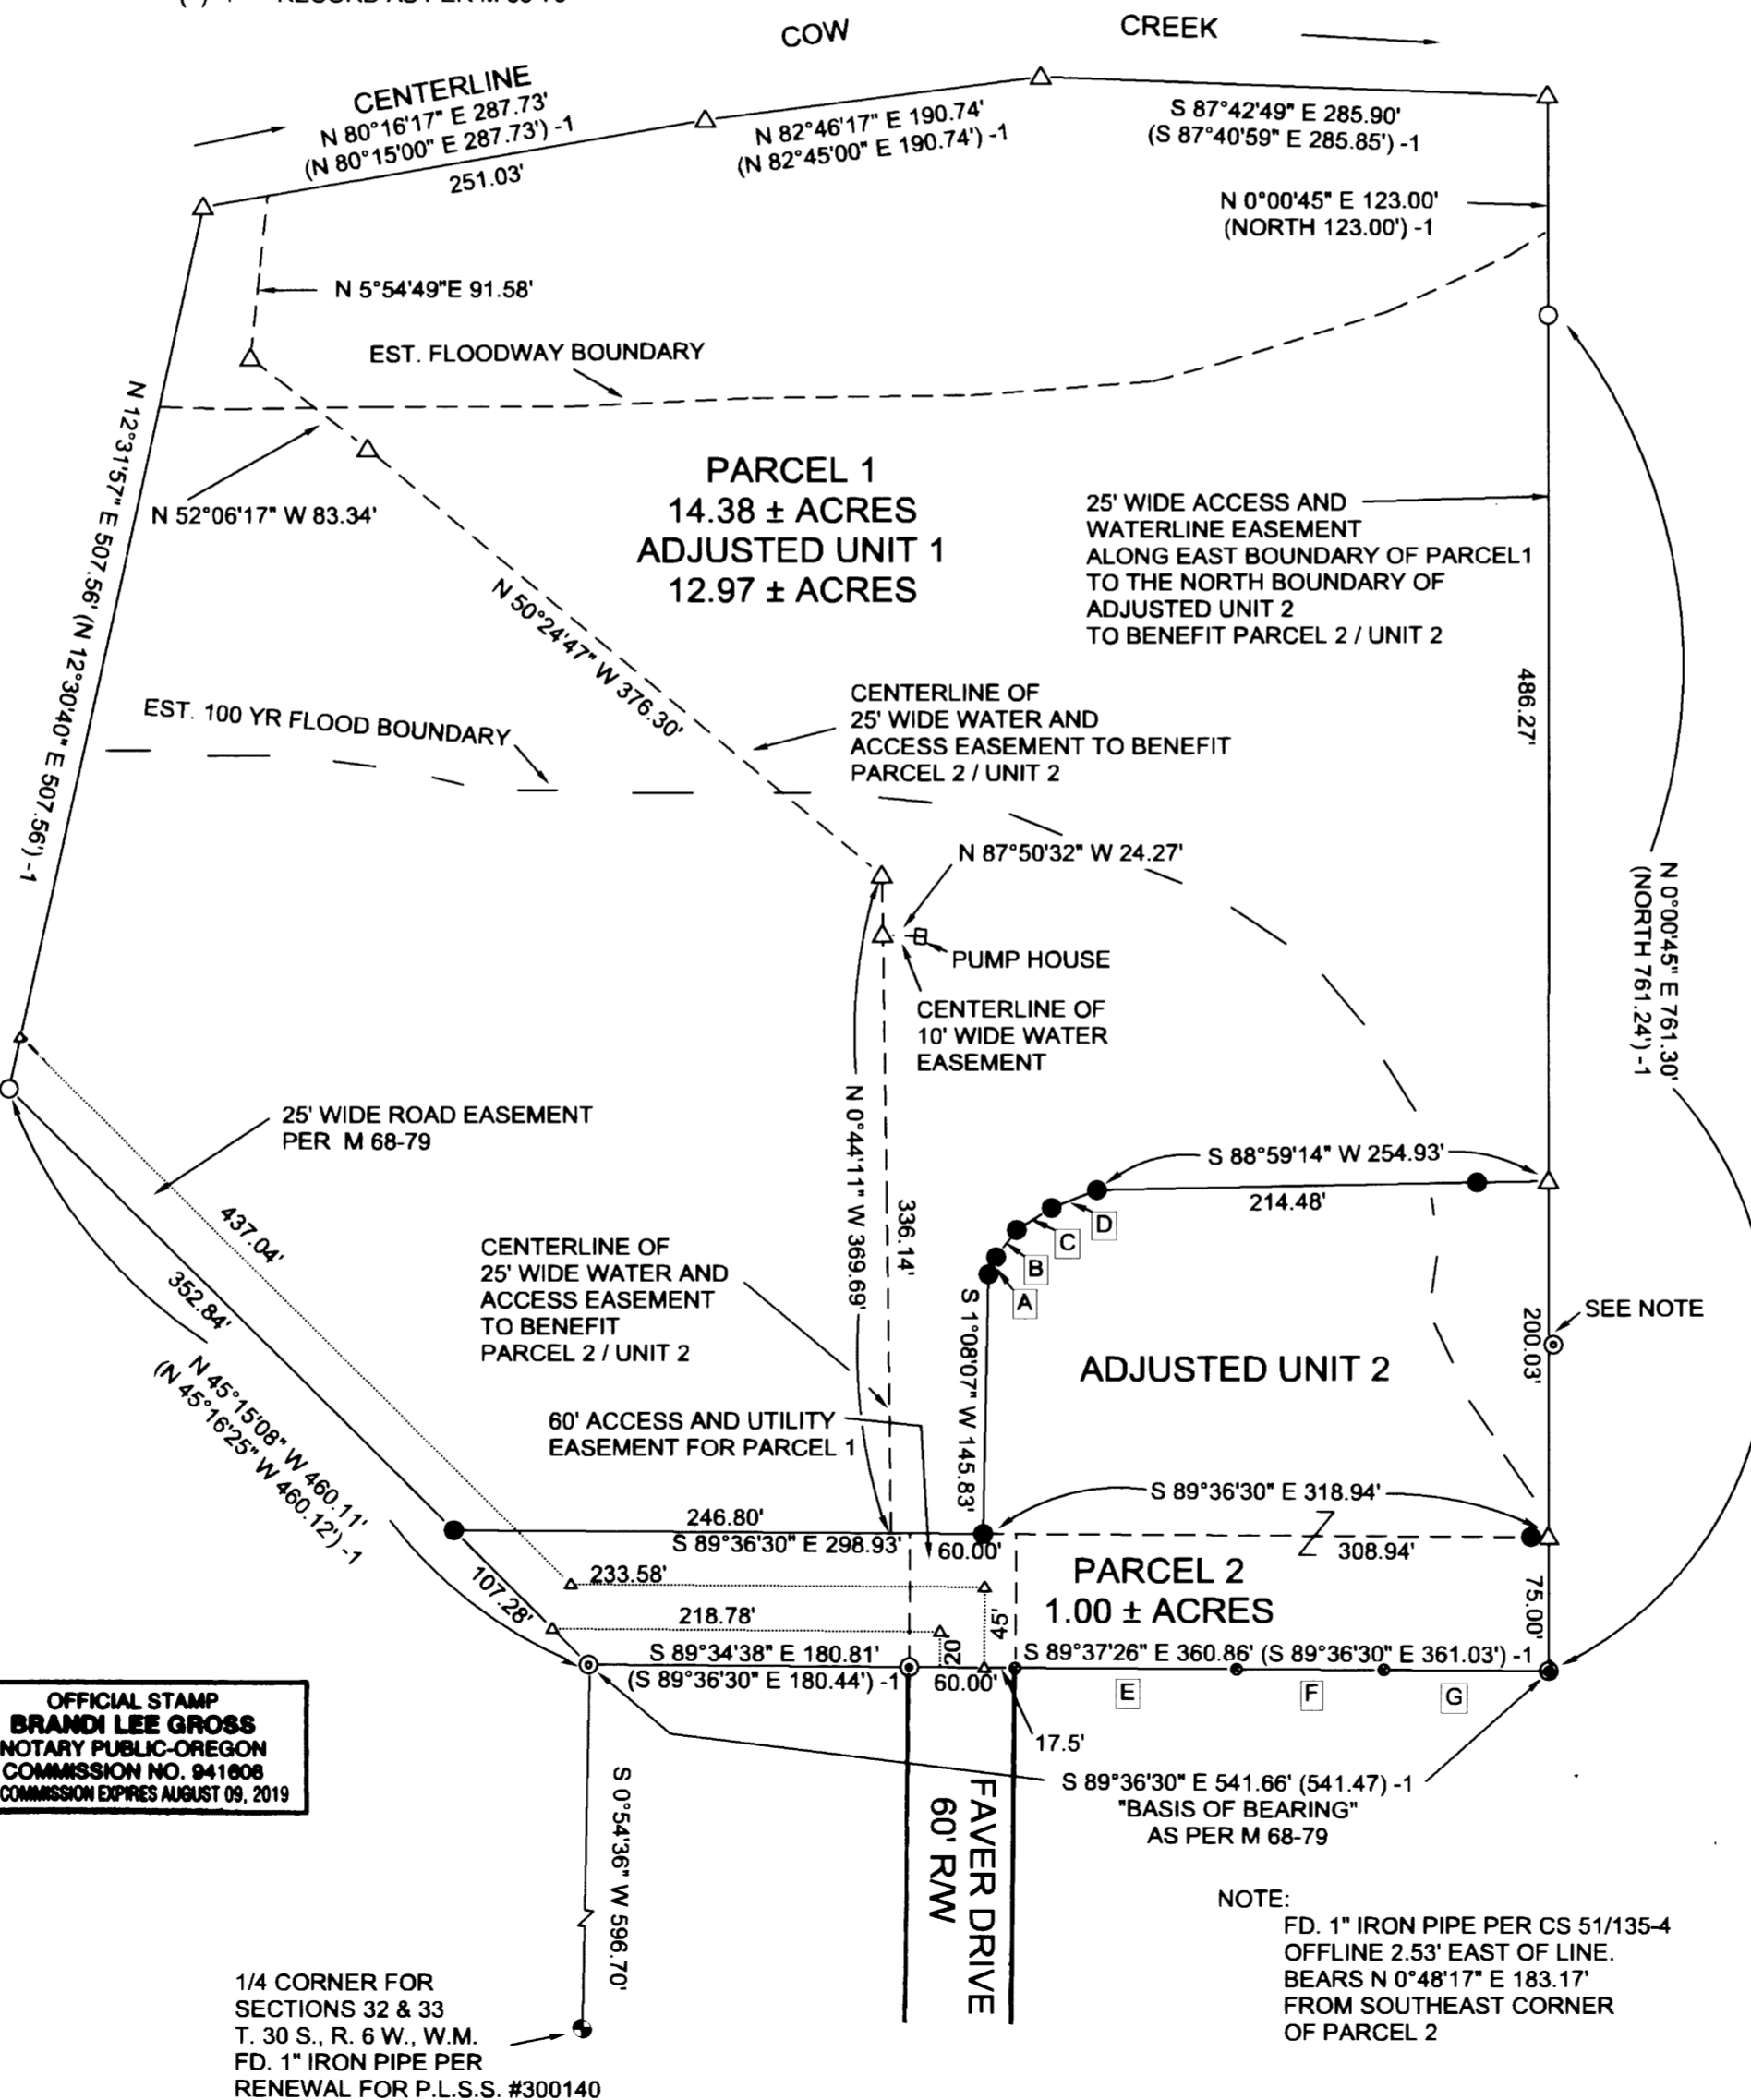 COW CREEK
CENTERLINE
N 80°16'17" E 287.73'
(N 80°15'00" E 287.73') -1
251.03'
N 82°46'17" E 190.74'
(N 82°45'00" E 190.74') -1
S 87°42'49" E 285.90'
(S 87°40'59" E 285.85') -1
N 0°00'45" E 123.00'
(NORTH 123.00') -1
N 5°54'49"E 91.58'
EST. FLOODWAY BOUNDARY
N 12°31'57" E 507.56' (N 12°30'40" E 507.56') -1
N 52°06'17" W 83.34'
PARCEL 1
14.38 ± ACRES
ADJUSTED UNIT 1
12.97 ± ACRES
25' WIDE ACCESS AND
WATERLINE EASEMENT
ALONG EAST BOUNDARY OF PARCEL1
TO THE NORTH BOUNDARY OF
ADJUSTED UNIT 2
TO BENEFIT PARCEL 2 / UNIT 2
N 50°24'47" W 376.30'
486.27'
EST. 100 YR FLOOD BOUNDARY
CENTERLINE OF
25' WIDE WATER AND
ACCESS EASEMENT TO BENEFIT
PARCEL 2 / UNIT 2
N 87°50'32" W 24.27'
N 0°00'45" E 761.30'
(NORTH 761.24') -1
PUMP HOUSE
CENTERLINE OF
10' WIDE WATER
EASEMENT
25' WIDE ROAD EASEMENT
PER M 68-79
N 0°44'11" W 369.69'
336.14'
S 88°59'14" W 254.93'
214.48'
D
C
B
A
437.04'
352.84'
CENTERLINE OF
25' WIDE WATER AND
ACCESS EASEMENT
TO BENEFIT
PARCEL 2 / UNIT 2
S 1°08'07" W 145.83'
200.03'
SEE NOTE
ADJUSTED UNIT 2
N 45°15'08" W 460.11'
(N 45°16'25" W 460.12') -1
60' ACCESS AND UTILITY
EASEMENT FOR PARCEL 1
S 89°36'30" E 318.94'
246.80'
S 89°36'30" E 298.93'
60.00'
308.94'
PARCEL 2
1.00 ± ACRES
75.00'
233.58'
107.28'
218.78'
45'
20'
S 89°34'38" E 180.81'
(S 89°36'30" E 180.44') -1
60.00'
S 89°37'26" E 360.86' (S 89°36'30" E 361.03') -1
E
F
G
17.5'
S 89°36'30" E 541.66' (541.47) -1
"BASIS OF BEARING"
AS PER M 68-79
OFFICIAL STAMP
BRANDI LEE GROSS
NOTARY PUBLIC-OREGON
COMMISSION NO. 941608
COMMISSION EXPIRES AUGUST 09, 2019
S 0°54'36" W 596.70'
FAVER DRIVE
60' R/W
NOTE:
FD. 1" IRON PIPE PER CS 51/135-4
OFFLINE 2.53' EAST OF LINE.
BEARS N 0°48'17" E 183.17'
FROM SOUTHEAST CORNER
OF PARCEL 2
1/4 CORNER FOR
SECTIONS 32 & 33
T. 30 S., R. 6 W., W.M.
FD. 1" IRON PIPE PER
RENEWAL FOR P.L.S.S. #300140